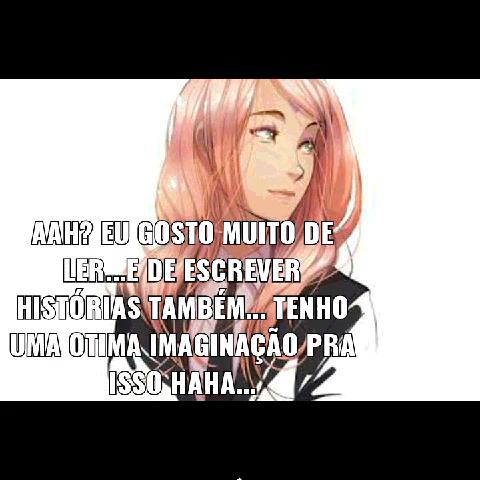 AAH? EU GOSTO MUITO DE
LER...E DE ESCREVER
HISTÓRIAS TAMBÉM... TENHO
UMA OTIMA IMAGINAÇÃO PRA
ISSO HAHA...